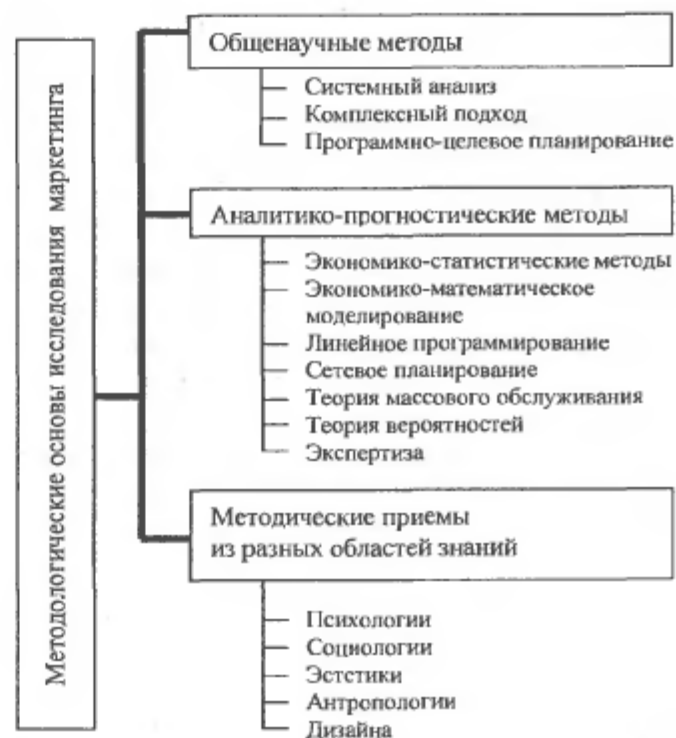 Методологические основы исследования маркетинга
Общенаучные методы
Системный анализ
Комплексный подход
Программно-целевое планирование
Аналитико-прогностические методы
Экономико-статистические методы
Экономико-математическое
моделирование
Линейное программирование
Сетевое планирование
Теория массового обслуживания
Теория вероятностей
Экспертиза
Методические приемы
из разных областей знаний
Психологии
Социологии
Эстетики
Антропологии
Дизайна